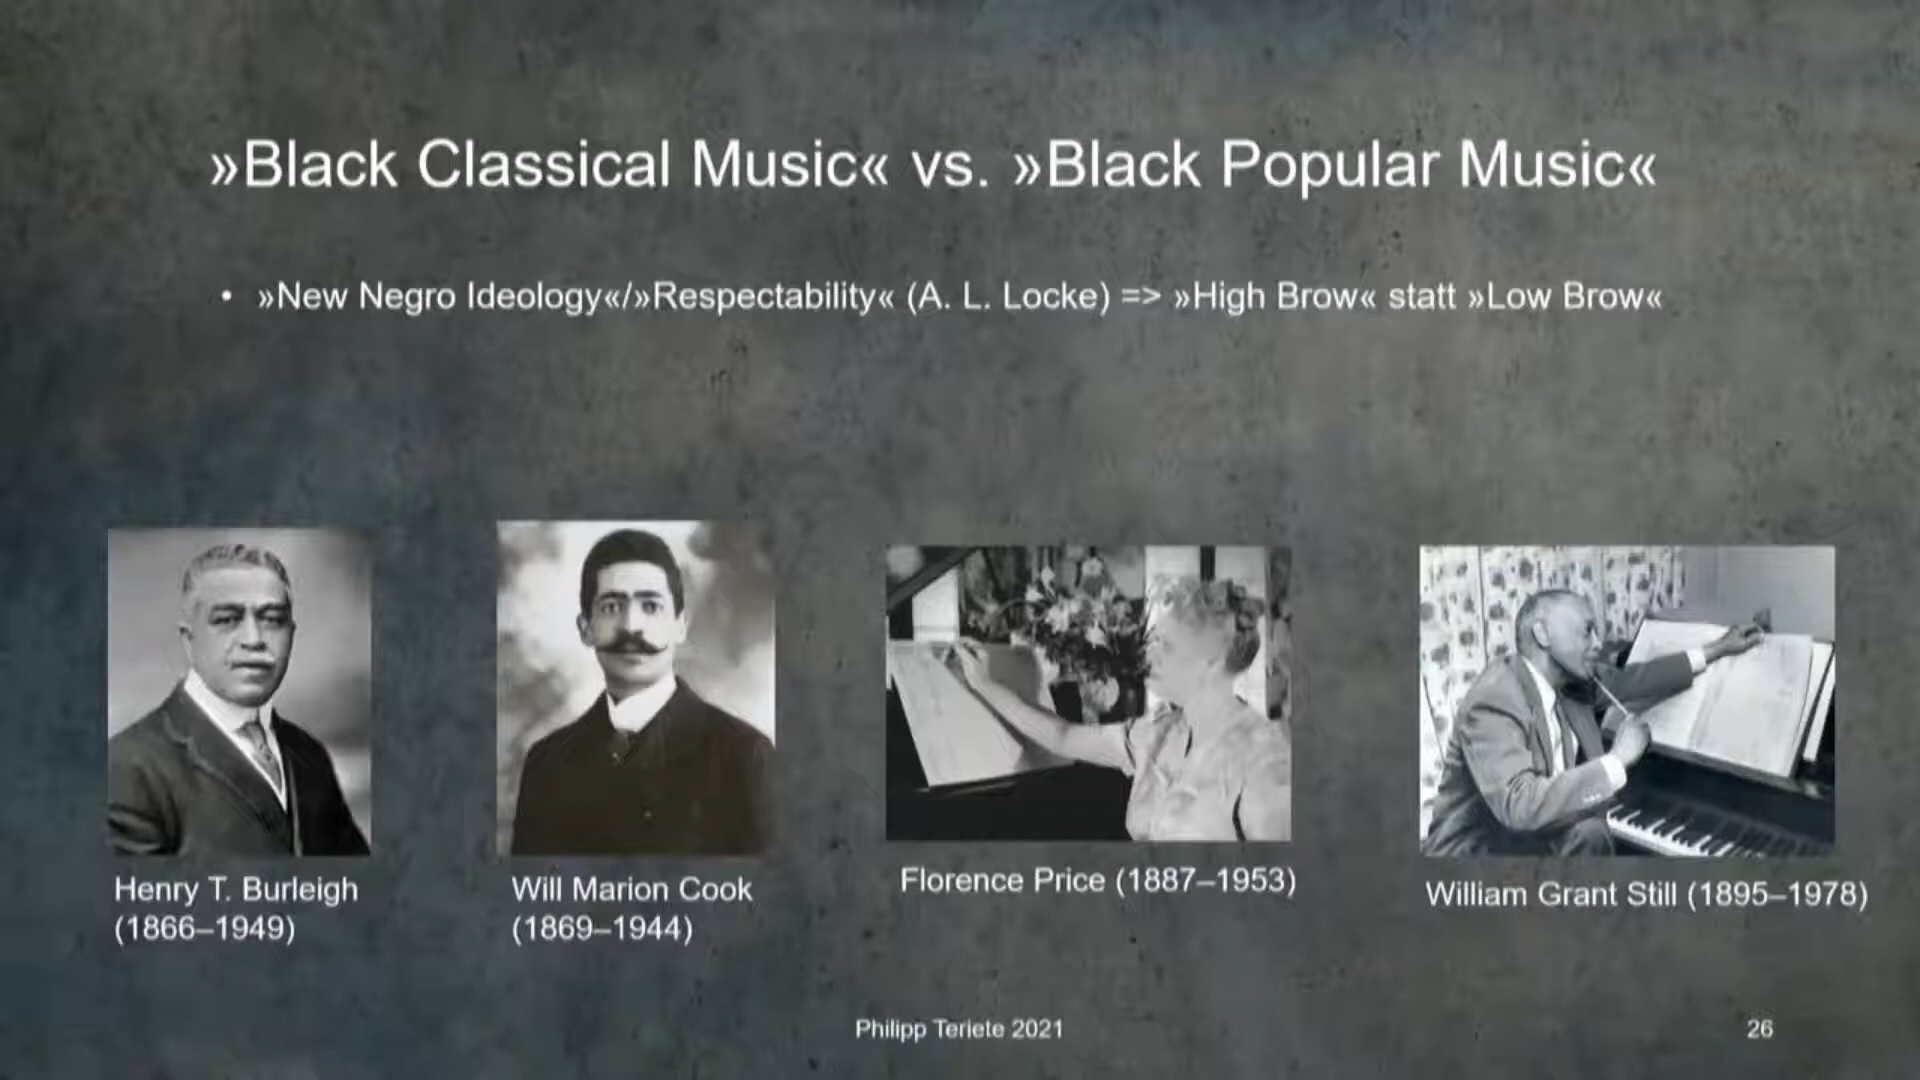 »Black Classical Music« vs. »Black Popular Music«
• »New Negro Ideology«/»Respectability« (A. L. Locke) => »High Brow« statt »Low Brow«
Henry T. Burleigh
(1866–1949)
Will Marion Cook
(1869–1944)
Florence Price (1887–1953)
William Grant Still (1895–1978)
Philipp Teriete 2021
26